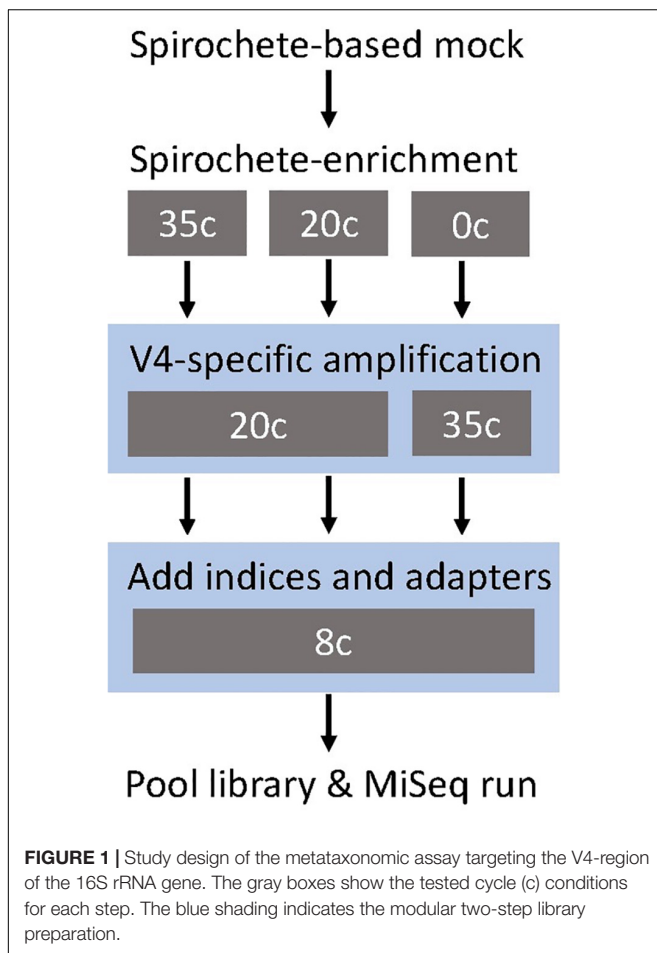 Spirochete-based mock
Spirochete-enrichment
35c 20c 0c
V4-specific amplification
20c 35c
Add indices and adapters
8c
Pool library & MiSeq run
FIGURE 1 | Study design of the metataxonomic assay targeting the V4-region
of the 16S rRNA gene. The gray boxes show the tested cycle (c) conditions
for each step. The blue shading indicates the modular two-step library
preparation.